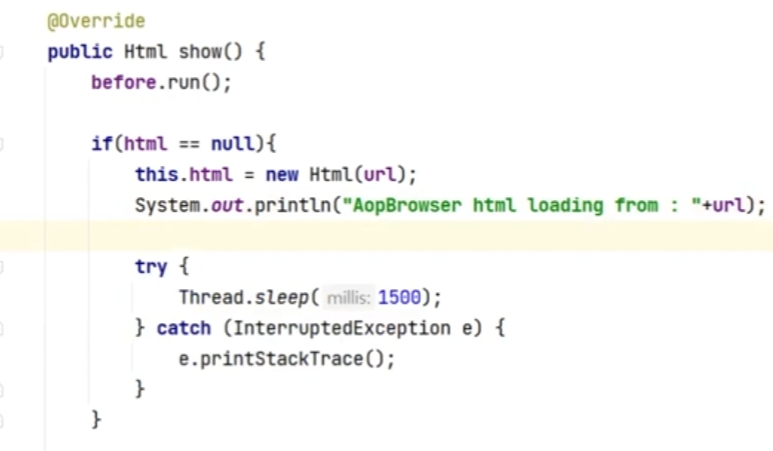 @Override
public Html show() {
before.run();
if(html == null){
this.html = new Html(url);
System.out.println("AopBrowser html loading from : "+url);
try {
Thread.sleep( millis: 1500);
} catch (InterruptedException e) {
e.printStackTrace();
}
}